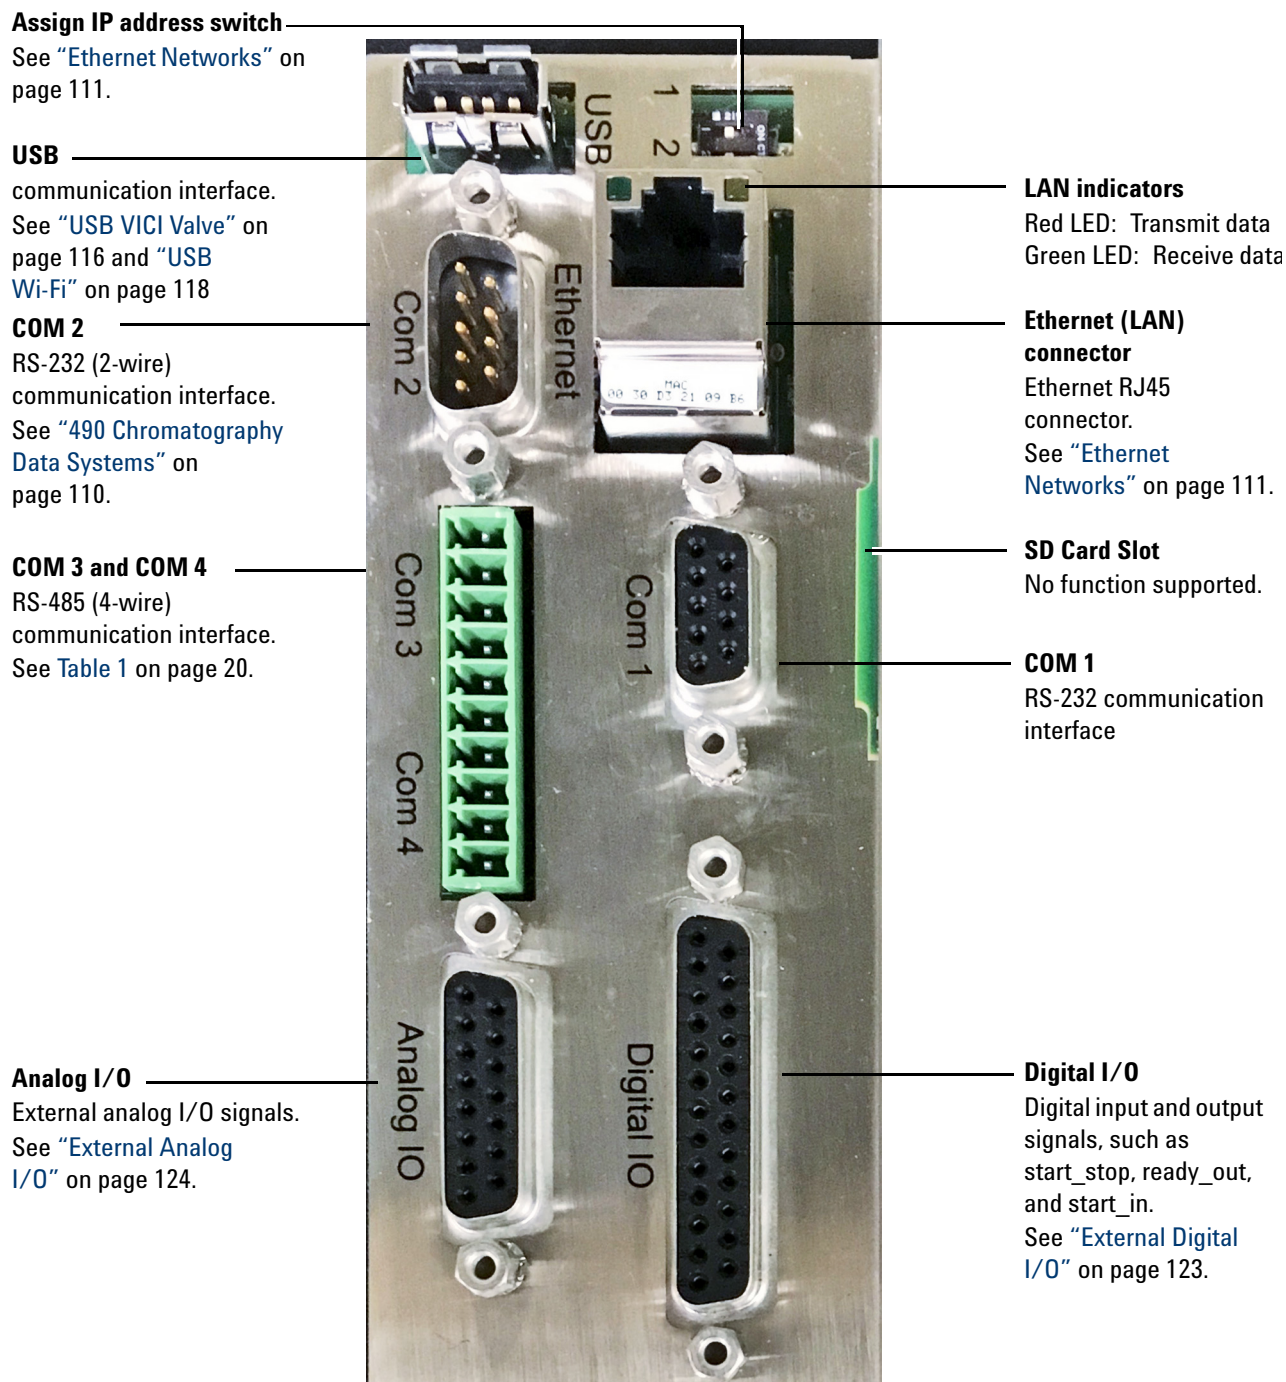 Assign IP address switch
See “Ethernet Networks” on
page 111.
USB
communication interface.
See “USB VICI Valve” on
page 116 and “USB
Wi-Fi” on page 118
COM 2
RS-232 (2-wire)
communication interface.
See “490 Chromatography
Data Systems” on
page 110.
COM 3 and COM 4
RS-485 (4-wire)
communication interface.
See Table 1 on page 20.
Analog I/O
External analog I/O signals.
See “External Analog
I/O” on page 124.
USB
1
2
Ethernet
Com 2
MAC
00 30 D3 21 09 B6
Com 3
Com 1
Com 4
Analog IO
Digital IO
LAN indicators
Red LED: Transmit data
Green LED: Receive data
Ethernet (LAN)
connector
Ethernet RJ45
connector.
See “Ethernet
Networks” on page 111.
SD Card Slot
No function supported.
COM 1
RS-232 communication
interface
Digital I/O
Digital input and output
signals, such as
start_stop, ready_out,
and start_in.
See “External Digital
I/O” on page 123.